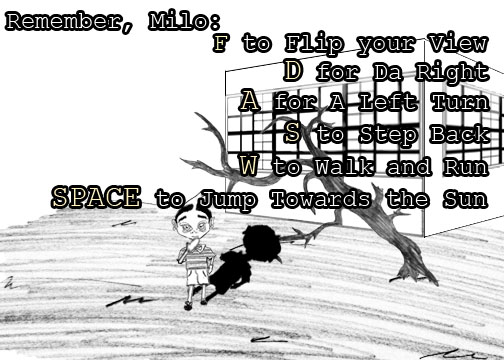 Remember, Milo:
F to Flip your View
D for Da Right
A for A Left Turn
S to Step Back
W to Walk and Run
SPACE to Jump Towards the Sun